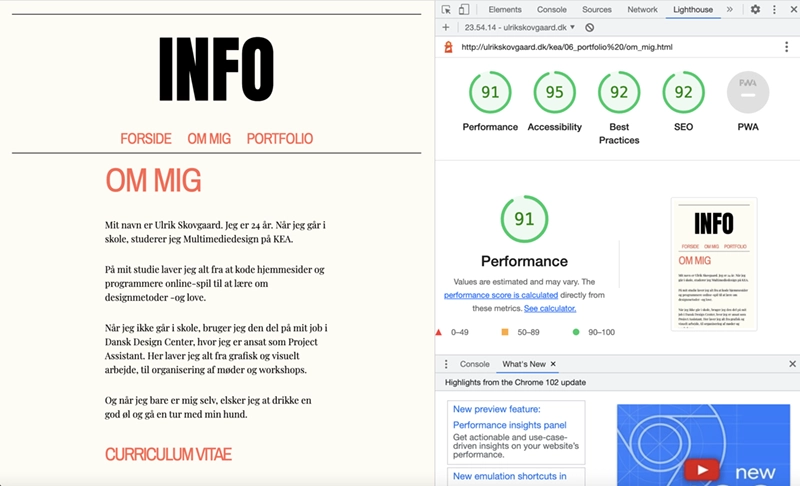 INFO
FORSIDE OM MIG PORTFOLIO
OM MIG
Mit navn er Ulrik Skovgaard. Jeg er 24 år. Når jeg går i
skole, studerer jeg Multimediedesign på KEA.
På mit studie laver jeg alt fra at kode hjemmesider og
programmere online-spil til at lære om
designmetoder -og love.
Når jeg ikke går i skole, bruger jeg den del på mit job i
Dansk Design Center, hvor jeg er ansat som Project
Assistant. Her laver jeg alt fra grafisk og visuelt
arbejde, til organisering af møder og workshops.
Og når jeg bare er mig selv, elsker jeg at drikke en
god øl og gå en tur med min hund.
CURRICULUM VITAE
Elements Console Sources Network Lighthouse »
+ 23.54.14 - ulrikskovgaard.dk
http://ulrikskovgaard.dk/kea/06_portfolio%20/om_mig.html
91 95 92 92 PWA
Performance Accessibility Best Practices SEO PWA
91
Performance
Values are estimated and may vary. The
performance score is calculated directly from
these metrics. See calculator.
0–49 50–89 90–100
INFO
FORSIDE OM MIG PORTFOLIO
OM MIG
Console What's New ×
Highlights from the Chrome 102 update
New preview feature:
Performance insights panel
Get actionable and use-case-
driven insights on your website's
performance.
New emulation shortcuts in
new